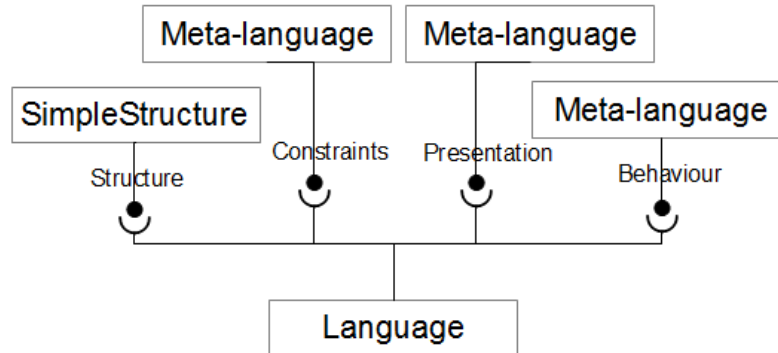 Meta-language
Meta-language
SimpleStructure
Meta-language
Constraints
Presentation
Structure
Behaviour
Language